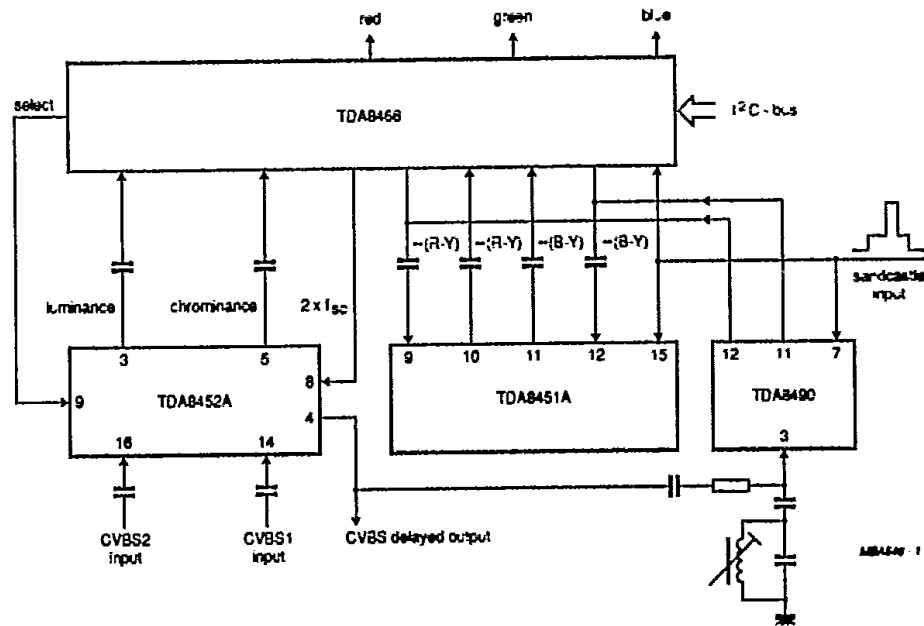 red
green
blue
select
TDA8466
I²C-bus
-(R-Y)
-(R-Y)
-(B-Y)
-(B-Y)
sandcastle
input
luminance
chrominance
2 x fsc
3
5
8
9
TDA8452A
4
16
14
9
10
11
12
15
TDA8451A
12
11
7
TDA8490
3
CVBS2
input
CVBS1
input
CVBS delayed output